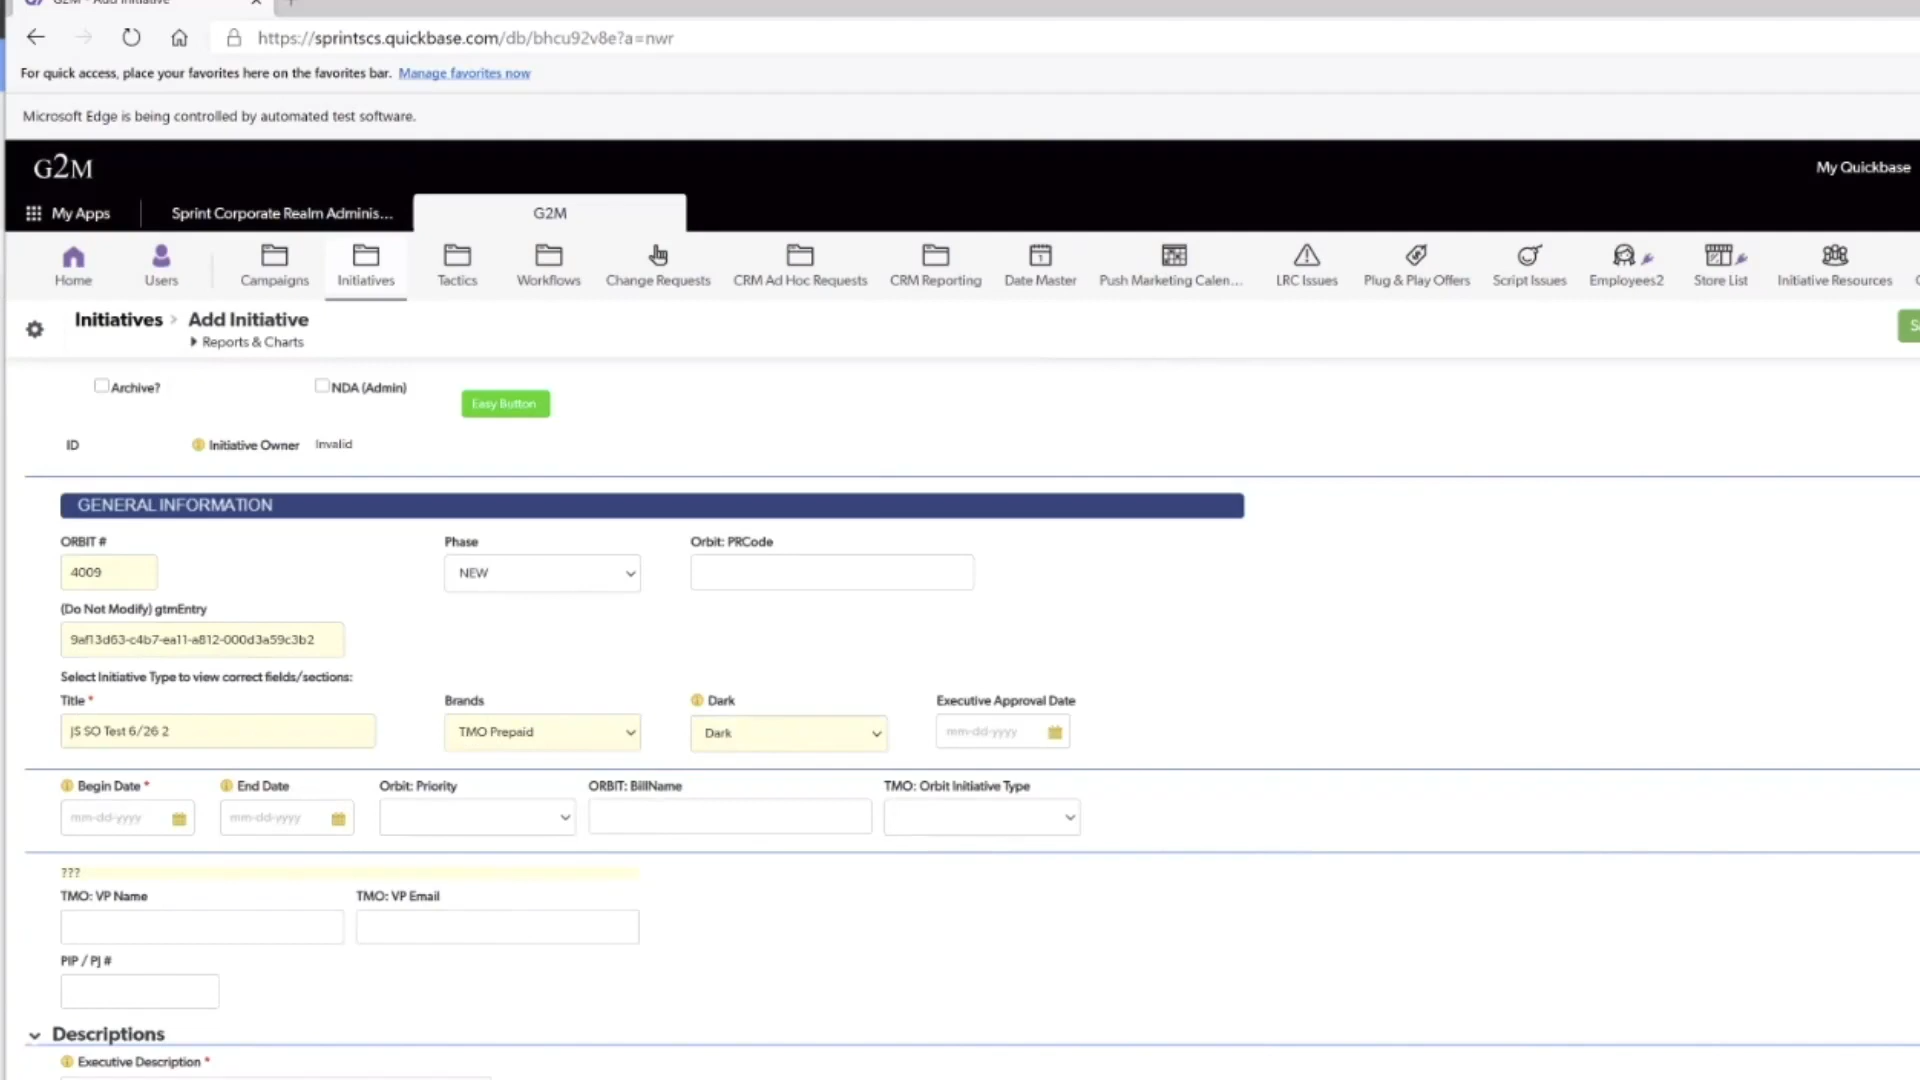 G2M - Add Initiative
https://sprintscs.quickbase.com/db/bhcu92v8e?a=nwr
For quick access, place your favorites here on the favorites bar. Manage favorites now
Microsoft Edge is being controlled by automated test software.
G2M
My Quickbase
My Apps Sprint Corporate Realm Adminis... G2M
Home Users Campaigns Initiatives Tactics Workflows Change Requests CRM Ad Hoc Requests CRM Reporting Date Master Push Marketing Calen... LRC Issues Plug & Play Offers Script Issues Employees2 Store List Initiative Resources
Initiatives Add Initiative
Reports & Charts
Archive? NDA (Admin)
Easy Button
ID Initiative Owner Invalid
GENERAL INFORMATION
ORBIT # Phase Orbit: PRCode
4009 NEW
(Do Not Modify) gtmEntry
9af13d63-c4b7-ea11-a812-000d3a59c3b2
Select Initiative Type to view correct fields/sections:
Title * Brands Dark Executive Approval Date
JS SO Test 6/26 2 TMO Prepaid Dark mm-dd-yyyy
Begin Date * End Date Orbit: Priority ORBIT: BillName TMO: Orbit Initiative Type
mm-dd-yyyy mm-dd-yyyy
???
TMO: VP Name TMO: VP Email
PIP / PJ #
Descriptions
Executive Description *